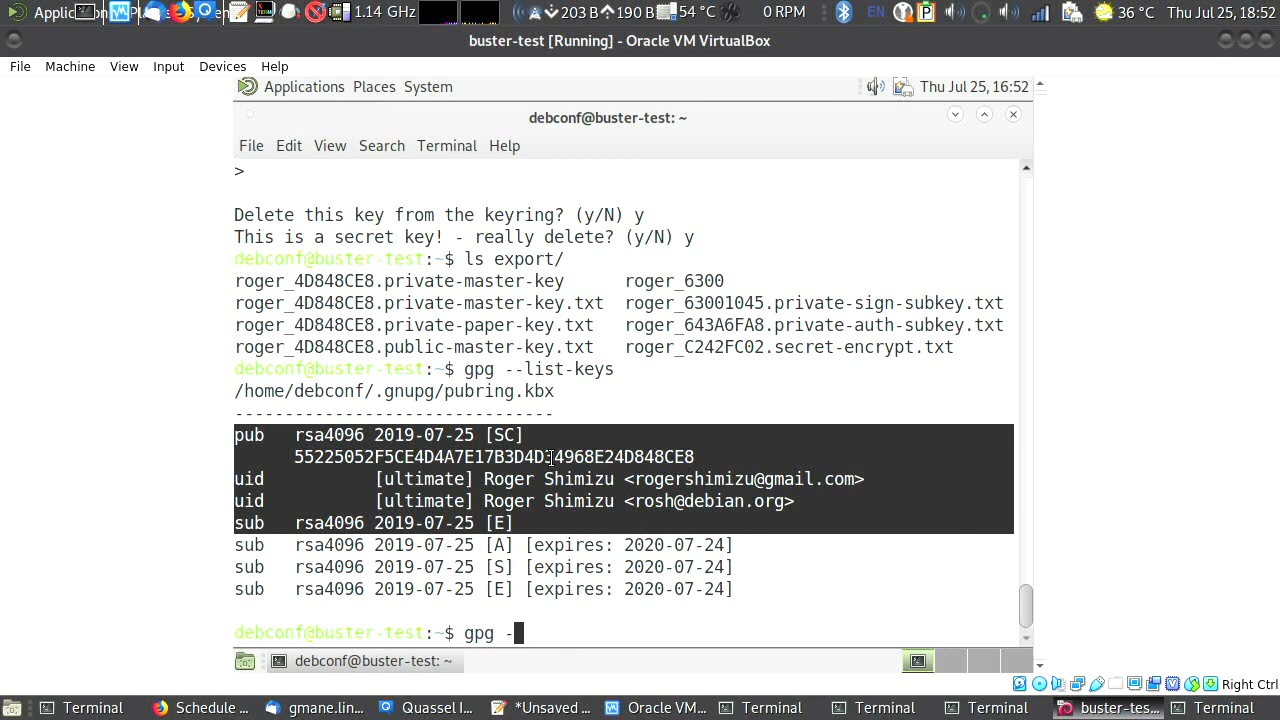 1.14 GHz 203 B 190 B 54 °C 0 RPM EN P 36 °C Thu Jul 25, 18:52
buster-test [Running] - Oracle VM VirtualBox
File Machine View Input Devices Help
Applications Places System Thu Jul 25, 16:52
debconf@buster-test: ~
File Edit View Search Terminal Help
>
Delete this key from the keyring? (y/N) y
This is a secret key! - really delete? (y/N) y
debconf@buster-test:~$ ls export/
roger_4D848CE8.private-master-key roger_6300
roger_4D848CE8.private-master-key.txt roger_63001045.private-sign-subkey.txt
roger_4D848CE8.private-paper-key.txt roger_643A6FA8.private-auth-subkey.txt
roger_4D848CE8.public-master-key.txt roger_C242FC02.secret-encrypt.txt
debconf@buster-test:~$ gpg --list-keys
/home/debconf/.gnupg/pubring.kbx
--------------------------------
pub rsa4096 2019-07-25 [SC]
55225052F5CE4D4A7E17B3D4D34968E24D848CE8
uid [ultimate] Roger Shimizu <rogershimizu@gmail.com>
uid [ultimate] Roger Shimizu <rosh@debian.org>
sub rsa4096 2019-07-25 [E]
sub rsa4096 2019-07-25 [A] [expires: 2020-07-24]
sub rsa4096 2019-07-25 [S] [expires: 2020-07-24]
sub rsa4096 2019-07-25 [E] [expires: 2020-07-24]
debconf@buster-test:~$ gpg -
debconf@buster-test: ~
Right Ctrl
Terminal Schedule ... gmane.lin... Quassel I... *Unsaved ... Oracle VM... Terminal Terminal Terminal buster-tes... Terminal